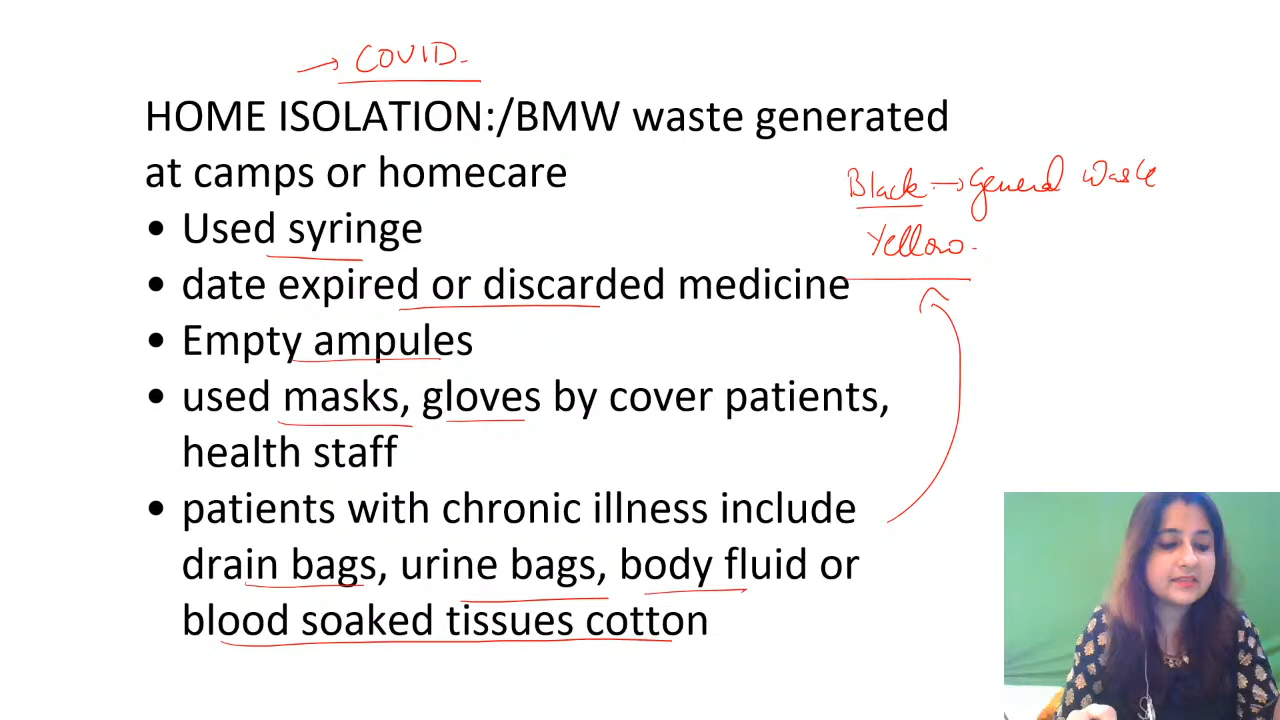 → COVID.
HOME ISOLATION:/BMW waste generated
at camps or homecare
Black → General Waste
Yellow.
• Used syringe
• date expired or discarded medicine
• Empty ampules
• used masks, gloves by cover patients,
health staff
• patients with chronic illness include
drain bags, urine bags, body fluid or
blood soaked tissues cotton